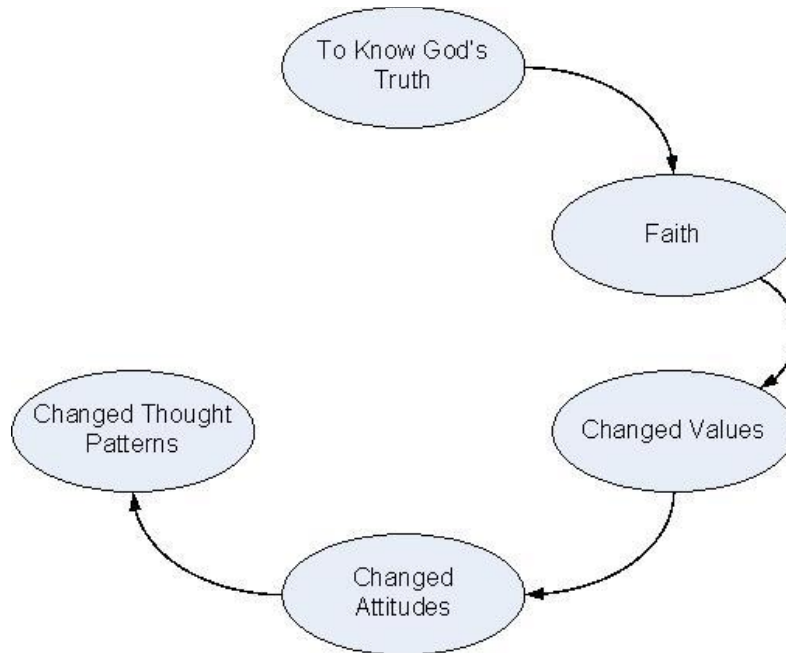 To Know God's
Truth
Faith
Changed Values
Changed
Attitudes
Changed Thought
Patterns